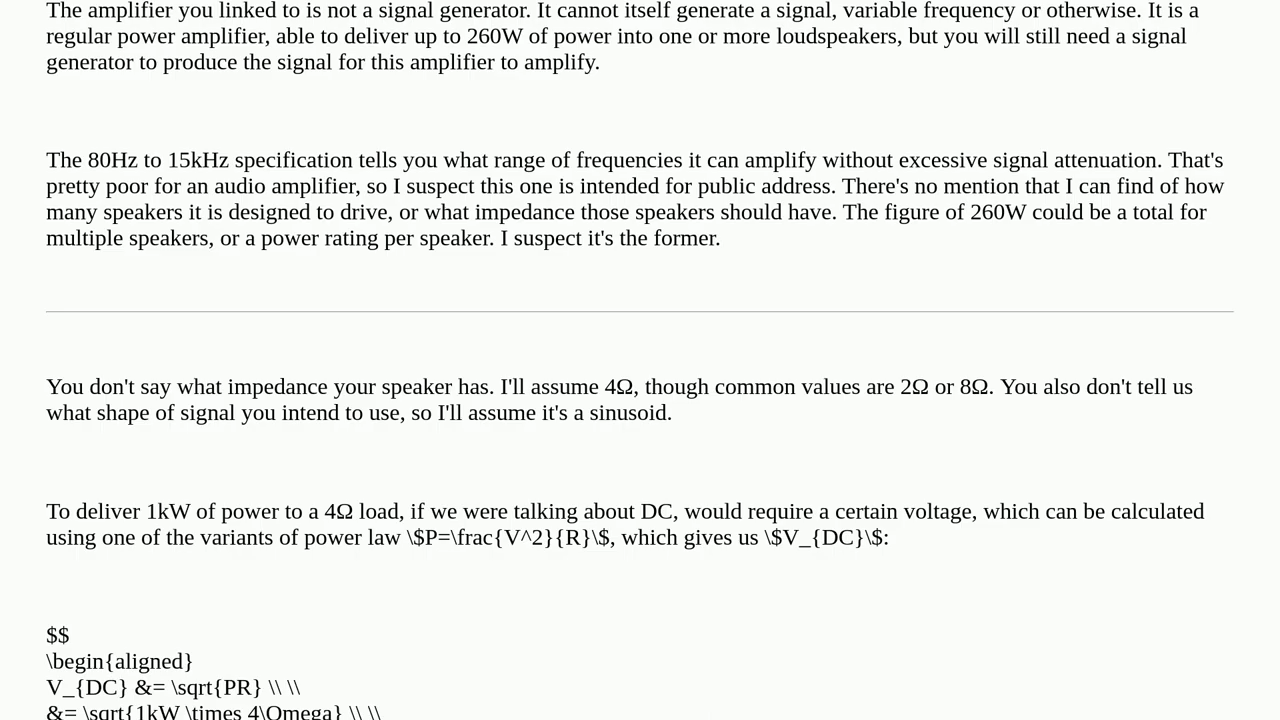 The amplifier you linked to is not a signal generator. It cannot itself generate a signal, variable frequency or otherwise. It is a
regular power amplifier, able to deliver up to 260W of power into one or more loudspeakers, but you will still need a signal
generator to produce the signal for this amplifier to amplify.
The 80Hz to 15kHz specification tells you what range of frequencies it can amplify without excessive signal attenuation. That's
pretty poor for an audio amplifier, so I suspect this one is intended for public address. There's no mention that I can find of how
many speakers it is designed to drive, or what impedance those speakers should have. The figure of 260W could be a total for
multiple speakers, or a power rating per speaker. I suspect it's the former.
You don't say what impedance your speaker has. I'll assume 4Ω, though common values are 2Ω or 8Ω. You also don't tell us
what shape of signal you intend to use, so I'll assume it's a sinusoid.
To deliver 1kW of power to a 4Ω load, if we were talking about DC, would require a certain voltage, which can be calculated
using one of the variants of power law \$P=\frac{V^2}{R}\$, which gives us \$V_{DC}\$:
$$
\begin{aligned}
V_{DC} &= \sqrt{PR} \\ \\
&= \sqrt{1kW \times 4\Omega} \\ \\